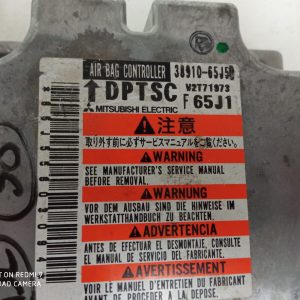 AIR BAG CONTROLLER 38910-65J5
DPTSC V2T71973
MITSUBISHI ELECTRIC F 65J1
注意
取り外す前に必ずサービスマニュアルをご覧ください。
WARNING
SEE MANUFACTURER'S SERVICE MANUAL
BEFORE REMOVAL.
WARNUNG
VOR DEM AUSBAU SIND DIE HINWEISE IM
WERKSTATTHANDBUCH ZU BEACHTEN.
ADVERTENCIA
ANTES DE EFECTUAR EL DESMONTAJE, CONSULTE
EL MANUAL DE SERVICIO DEL FABRICANTE.
AVERTISSEMENT
VOIR LE MANUEL D'ENTRETIEN DU FABRICANT
AVANT DE PROCEDER A LA DEPOSE.
ON REDMI 9
QUAD CAMERA